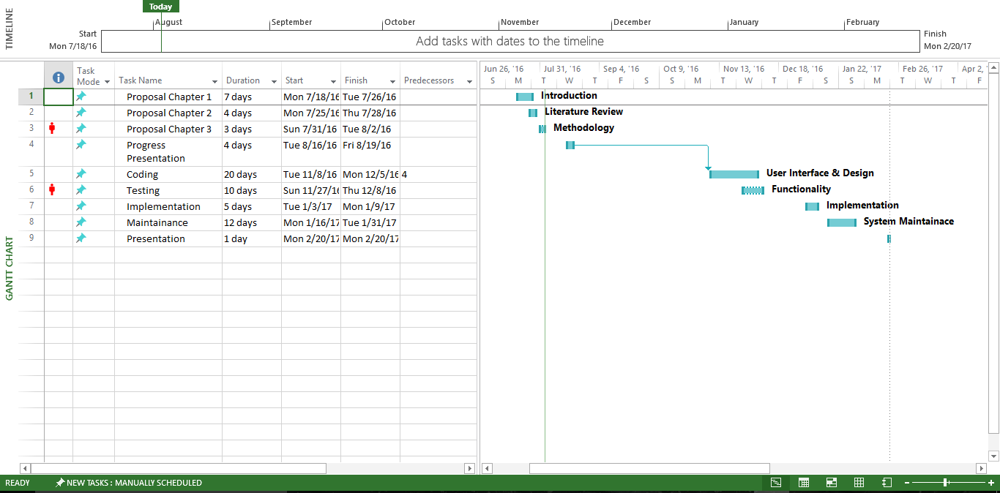 TIMELINE
Today
August September October November December January February
Start
Mon 7/18/16
Add tasks with dates to the timeline
Finish
Mon 2/20/17
GANTT CHART
Task Mode Task Name Duration Start Finish Predecessors
1 Proposal Chapter 1 7 days Mon 7/18/16 Tue 7/26/16
2 Proposal Chapter 2 4 days Mon 7/25/16 Thu 7/28/16
3 Proposal Chapter 3 3 days Sun 7/31/16 Tue 8/2/16
4 Progress 4 days Tue 8/16/16 Fri 8/19/16
Presentation
5 Coding 20 days Tue 11/8/16 Mon 12/5/16 4
6 Testing 10 days Sun 11/27/16 Thu 12/8/16
7 Implementation 5 days Tue 1/3/17 Mon 1/9/17
8 Maintainance 12 days Mon 1/16/17 Tue 1/31/17
9 Presentation 1 day Mon 2/20/17 Mon 2/20/17
Jun 26, '16 Jul 31, '16 Sep 4, '16 Oct 9, '16 Nov 13, '16 Dec 18, '16 Jan 22, '17 Feb 26, '17 Apr 2, '
S M T W T F S S M T W T F S S M T W T F
Introduction
Literature Review
Methodology
User Interface & Design
Functionality
Implementation
System Maintainace
READY NEW TASKS : MANUALLY SCHEDULED